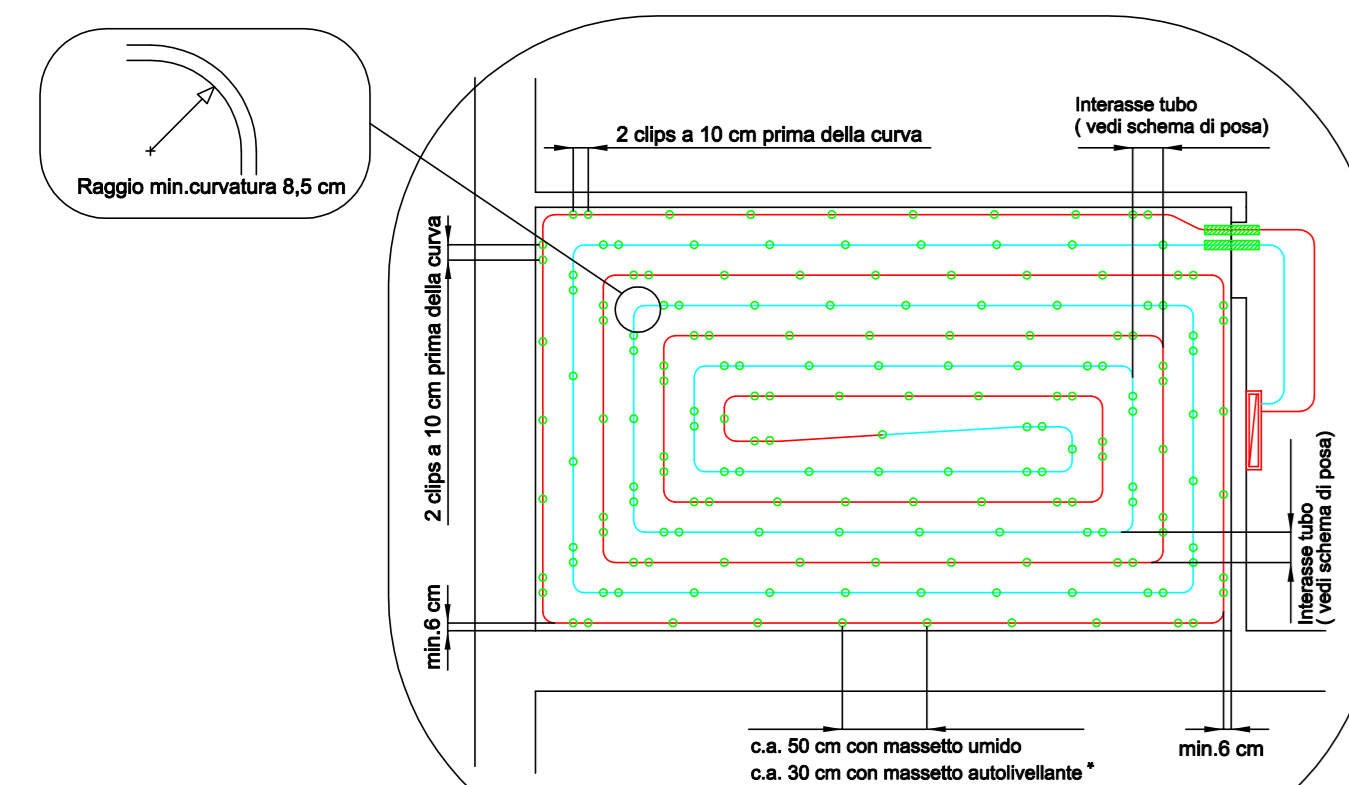 Raggio min.curvatura 8,5 cm
2 clips a 10 cm prima della curva
Interasse tubo
( vedi schema di posa)
2 clips a 10 cm prima della curva
min.6 cm
Interasse tubo
( vedi schema di posa)
c.a. 50 cm con massetto umido
c.a. 30 cm con massetto autolivellante *
min.6 cm